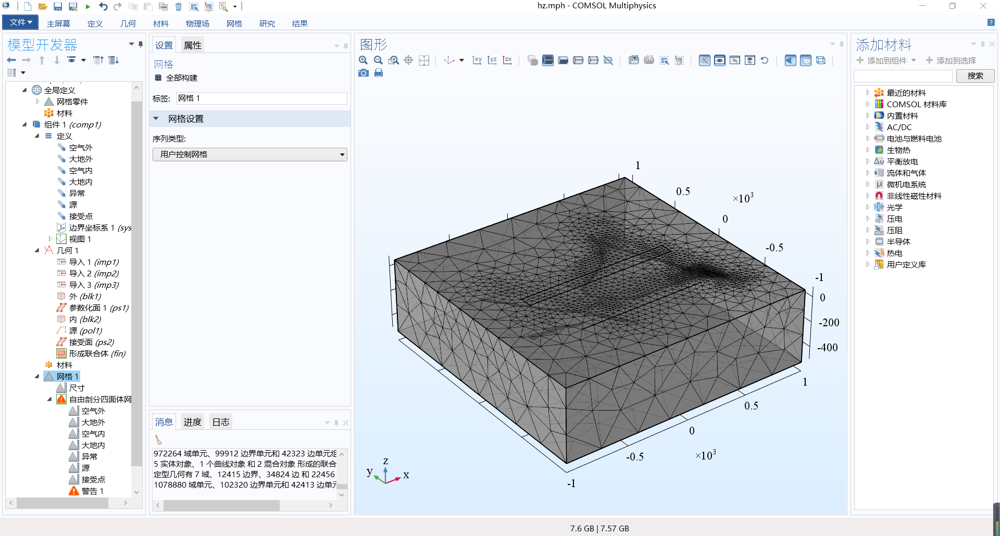 hz.mph - COMSOL Multiphysics
文件
主屏幕
定义
几何
材料
物理场
网格
研究
结果
模型开发器
全局定义
网格零件
材料
组件 1 (comp1)
定义
空气外
大地外
空气内
大地内
异常
源
接受点
边界坐标系 1 (sys
视图 1
几何 1
导入 1 (imp1)
导入 2 (imp2)
导入 3 (imp3)
外 (blk1)
参数化面 1 (ps1)
内 (blk2)
源 (pol1)
接受面 (ps2)
形成联合体 (fin)
材料
网格 1
尺寸
自由剖分四面体网
空气外
大地外
空气内
大地内
异常
源
接受点
警告 1
设置
属性
网格
全部构建
标签:
网格 1
网格设置
序列类型:
用户控制网格
消息
进度
日志
972264 域单元、99912 边界单元和 42323 边单元组
5 实体对象、1 个曲线对象 和 2 混合对象 形成的联合
定型几何有 7 域、12415 边界、34824 边 和 22456
1078880 域单元、102320 边界单元和 42413 边单元
图形
xy
yz
zx
1
0.5
×10³
0
-0.5
-1
0
-200
-400
1
0.5
0
×10³
-0.5
-1
z
y
x
添加材料
添加到组件
添加到选择
搜索
最近的材料
COMSOL 材料库
内置材料
AC/DC
电池与燃料电池
生物热
平衡放电
流体和气体
微机电系统
非线性磁性材料
光学
压电
压阻
半导体
热电
用户定义库
7.6 GB | 7.57 GB